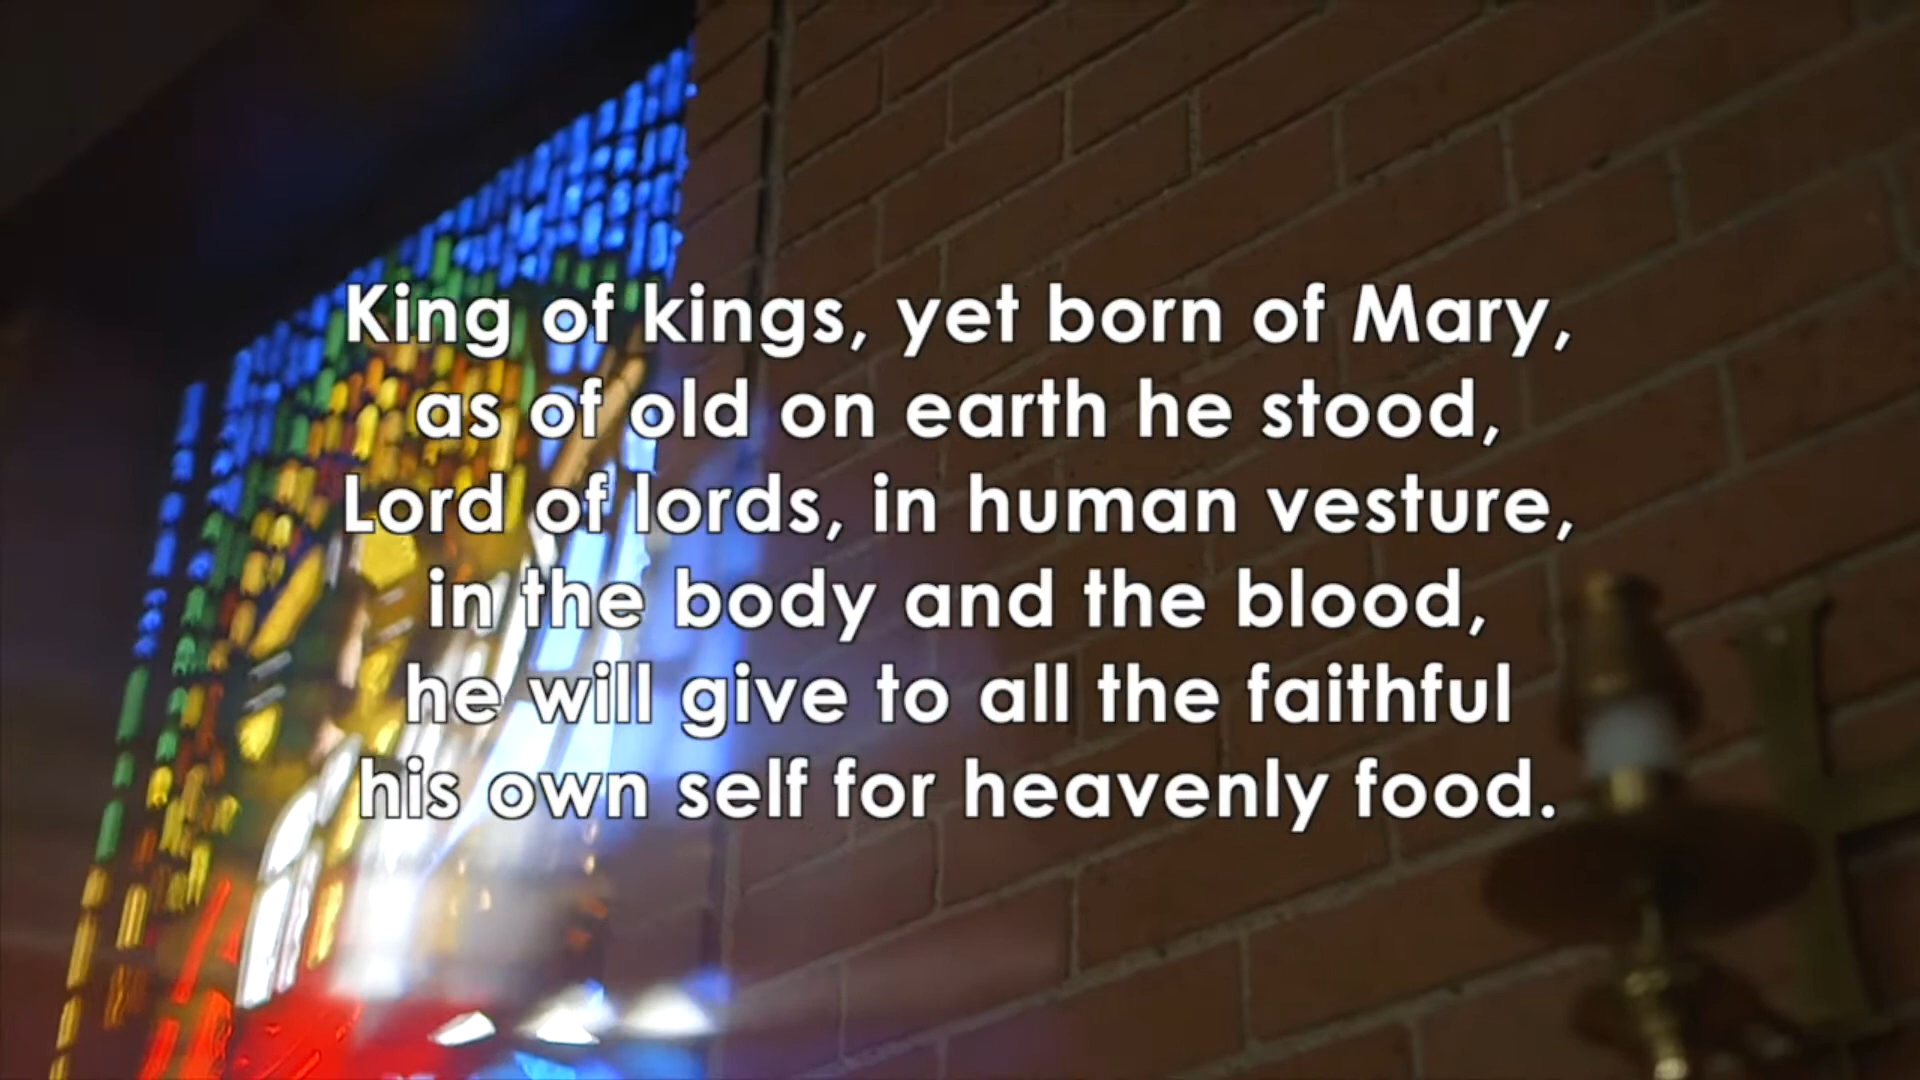 King of kings, yet born of Mary,
as of old on earth he stood,
Lord of lords, in human vesture,
in the body and the blood,
he will give to all the faithful
his own self for heavenly food.